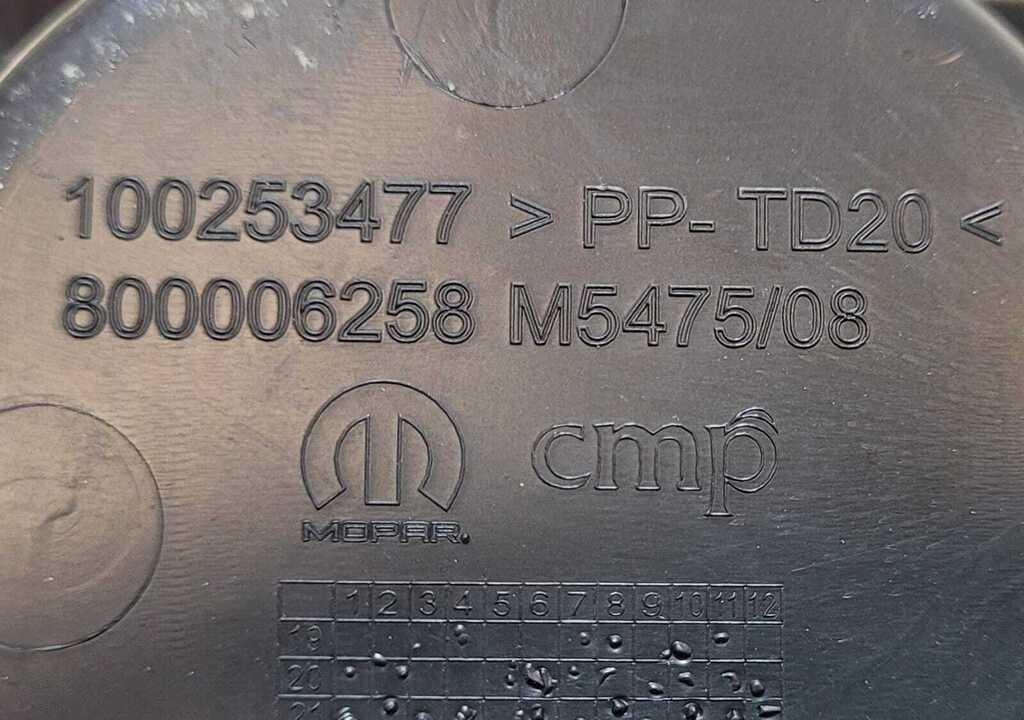 100253477 > PP- TD20 <
800006258 M5475/08
MOPAR.
cmp
1 2 3 4 5 6 7 8 9 10 11 12
19
20
21